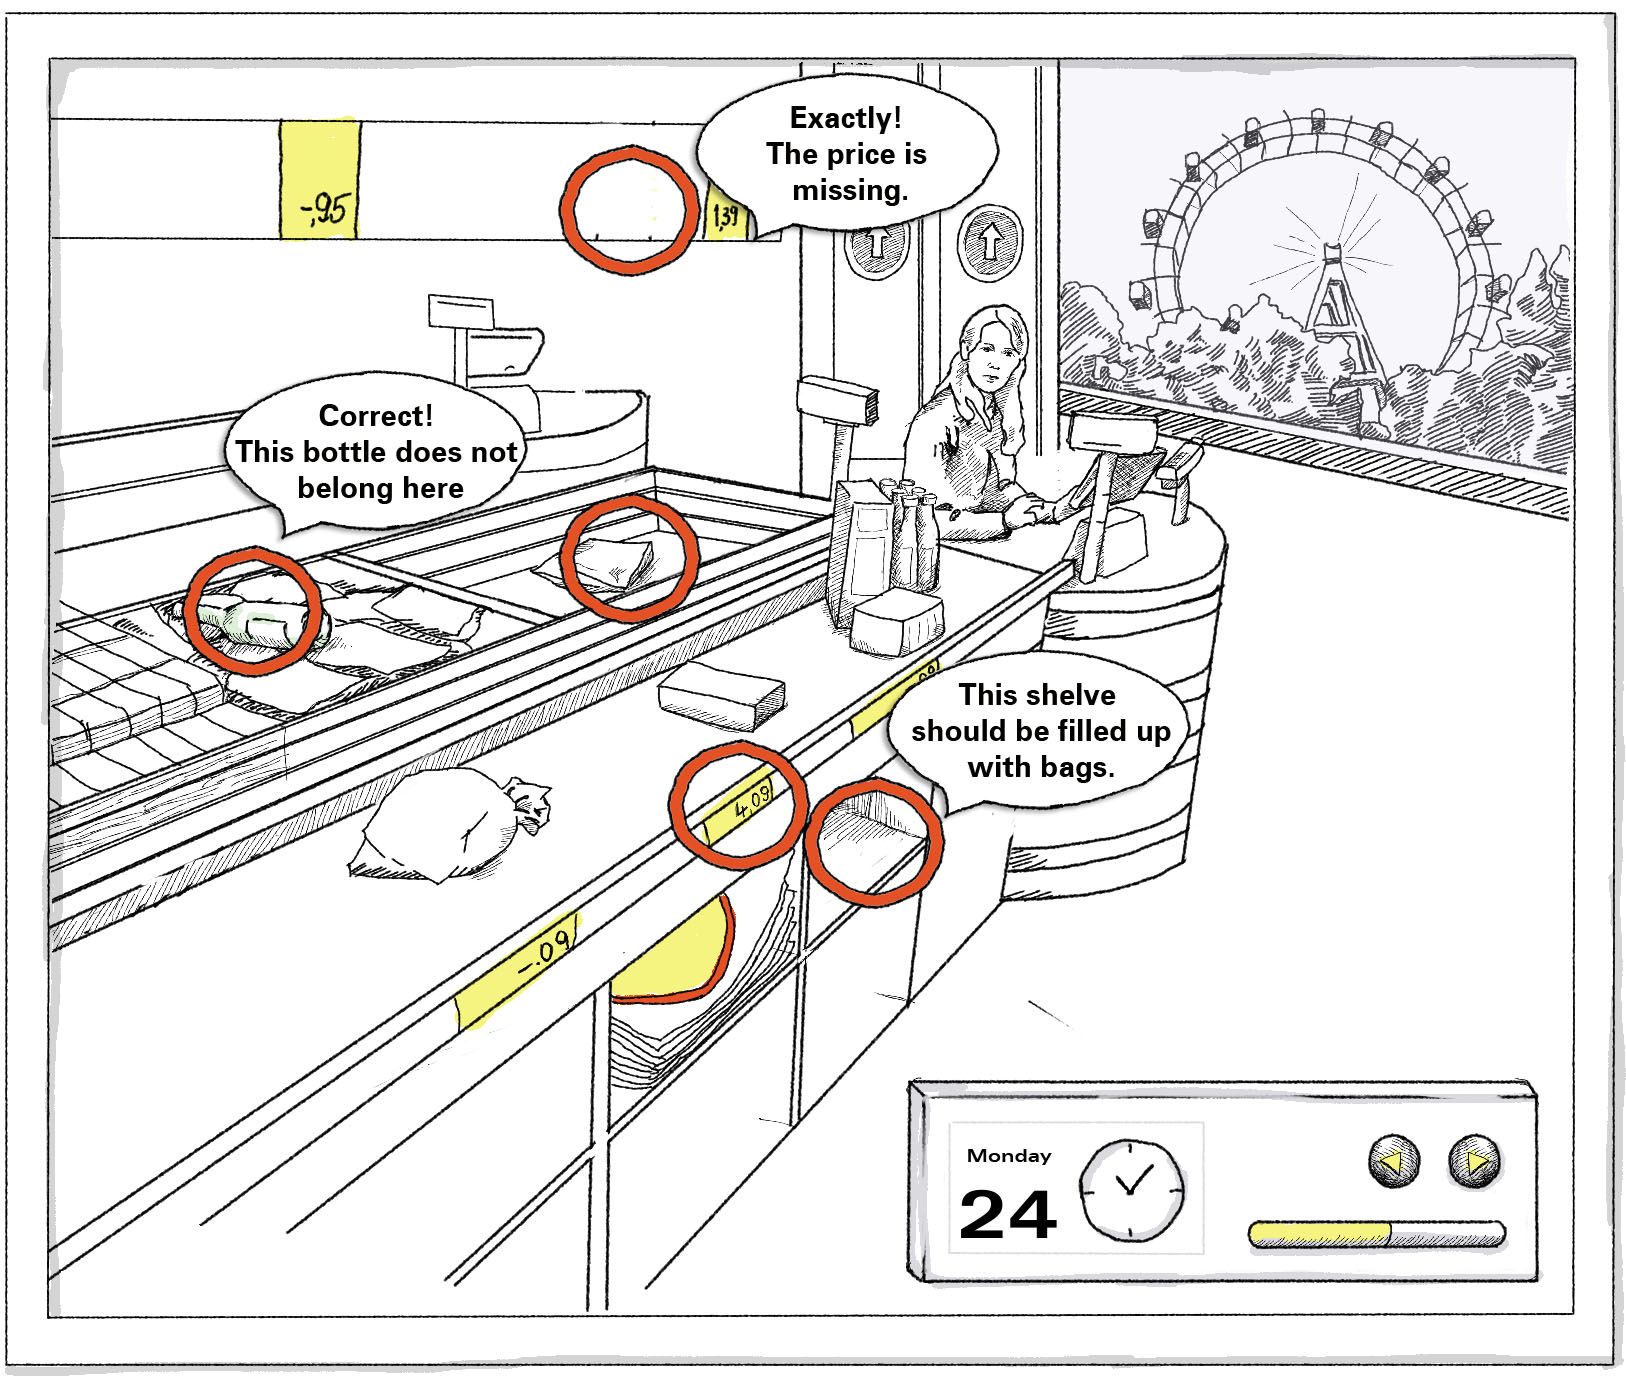 Exactly!
The price is
missing.
-,95
1,39
Correct!
This bottle does not
belong here
This shelve
should be filled up
with bags.
4,09
-.09
Monday
24